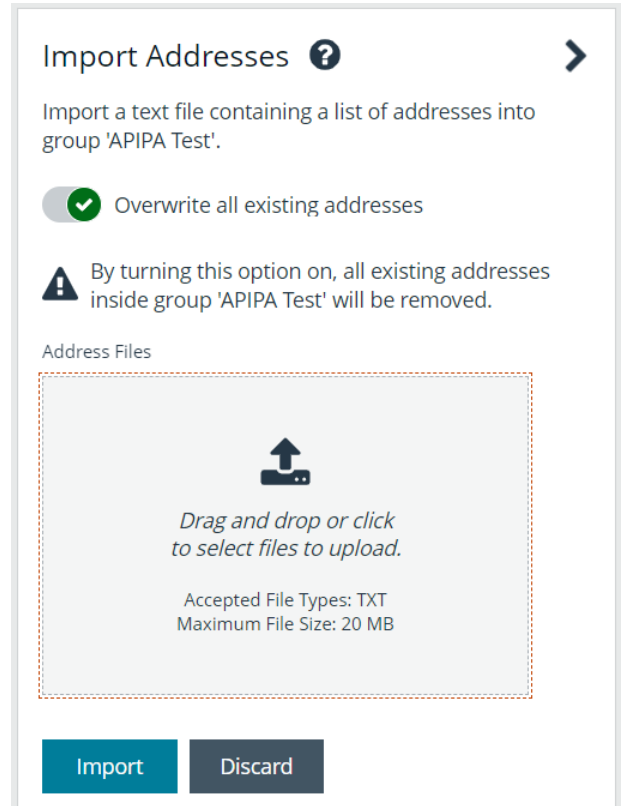 Import Addresses ?
Import a text file containing a list of addresses into
group 'APIPA Test'.
Overwrite all existing addresses
By turning this option on, all existing addresses
inside group 'APIPA Test' will be removed.
Address Files
Drag and drop or click
to select files to upload.
Accepted File Types: TXT
Maximum File Size: 20 MB
Import Discard